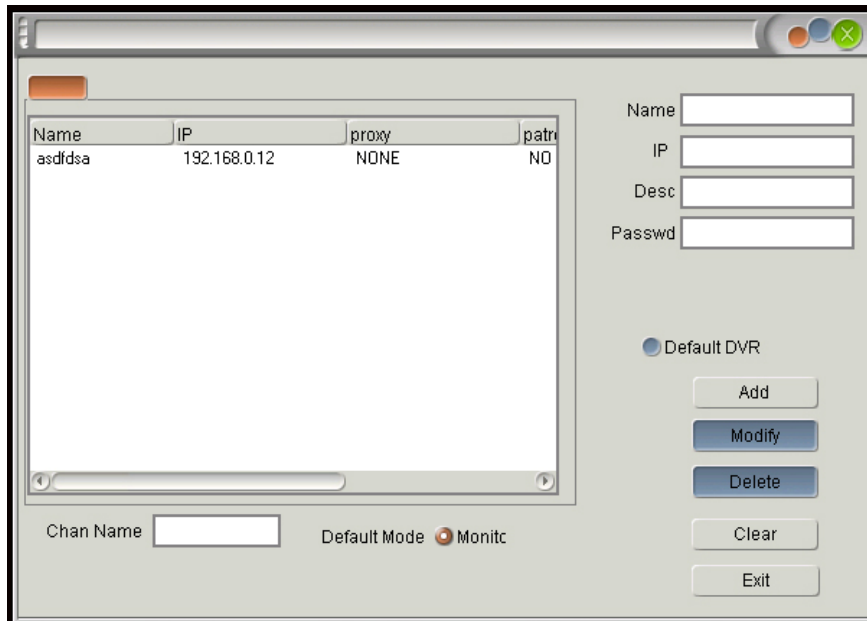 Name IP proxy patr
asdfdsa 192.168.0.12 NONE NO
Chan Name
Default Mode Monitc
Name
IP
Desc
Passwd
Default DVR
Add
Modify
Delete
Clear
Exit